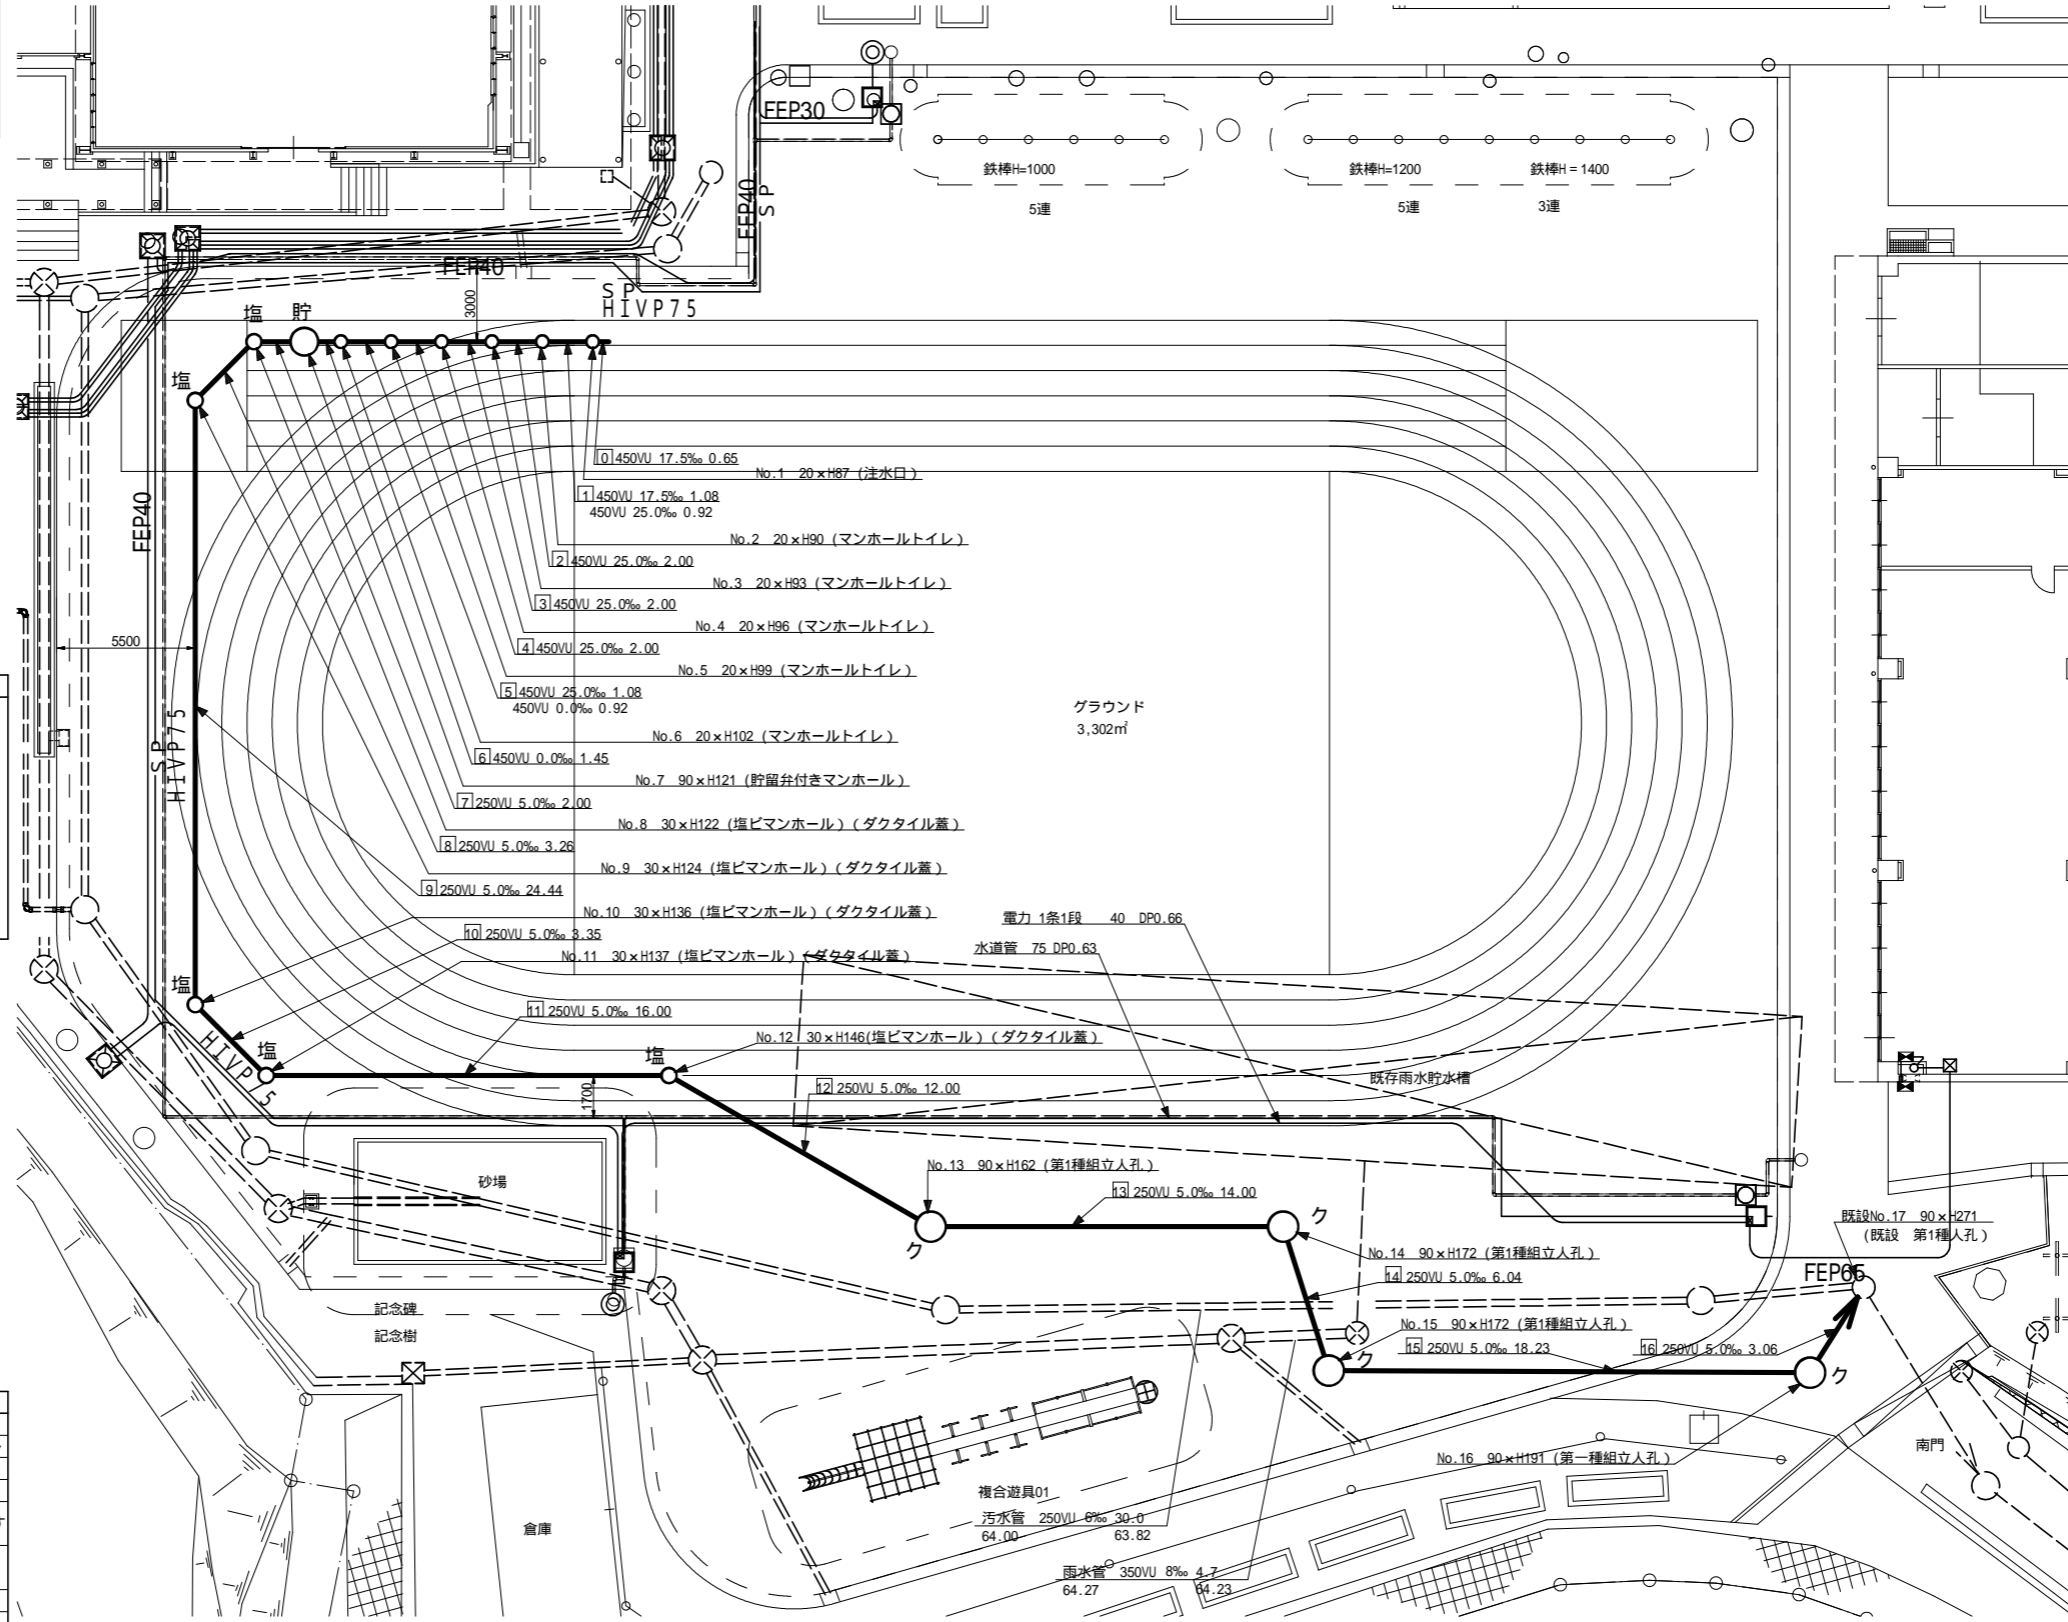 FEP30
鉄棒H=1000
5連
鉄棒H=1200
5連
鉄棒H=1400
3連
FEP40
SP
FEP40
3000
SP
HIVP75
塩
貯
塩
0 450VU 17.5‰ 0.65
No.1 20×H87 (注水口)
1 450VU 17.5‰ 1.08
450VU 25.0‰ 0.92
No.2 20×H90 (マンホールトイレ)
2 450VU 25.0‰ 2.00
No.3 20×H93 (マンホールトイレ)
3 450VU 25.0‰ 2.00
No.4 20×H96 (マンホールトイレ)
4 450VU 25.0‰ 2.00
No.5 20×H99 (マンホールトイレ)
5 450VU 25.0‰ 1.08
450VU 0.0‰ 0.92
No.6 20×H102 (マンホールトイレ)
6 450VU 0.0‰ 1.45
No.7 90×H121 (貯留弁付きマンホール)
7 250VU 5.0‰ 2.00
No.8 30×H122 (塩ビマンホール)(ダクタイル蓋)
8 250VU 5.0‰ 3.26
No.9 30×H124 (塩ビマンホール)(ダクタイル蓋)
9 250VU 5.0‰ 24.44
No.10 30×H136 (塩ビマンホール)(ダクタイル蓋)
10 250VU 5.0‰ 3.35
No.11 30×H137 (塩ビマンホール)(ダクタイル蓋)
FEP40
5500
SP
HIVP75
グラウンド
3,302㎡
電力 1条1段 40 DP0.66
水道管 75 DP0.63
塩
11 250VU 5.0‰ 16.00
HIVP75
塩
塩
No.12 30×H146(塩ビマンホール)(ダクタイル蓋)
1700
12 250VU 5.0‰ 12.00
既存雨水貯水槽
No.13 90×H162 (第1種組立人孔)
13 250VU 5.0‰ 14.00
砂場
ク
ク
既設No.17 90×H271
(既設 第1種人孔)
No.14 90×H172 (第1種組立人孔)
14 250VU 5.0‰ 6.04
FEP65
記念碑
記念樹
No.15 90×H172 (第1種組立人孔)
15 250VU 5.0‰ 18.23
16 250VU 5.0‰ 3.06
ク
ク
南門
No.16 90×H191 (第一種組立人孔)
複合遊具01
汚水管 250VU 6‰ 30.0
64.00 63.82
倉庫
雨水管 350VU 8‰ 4.7
64.27 64.23